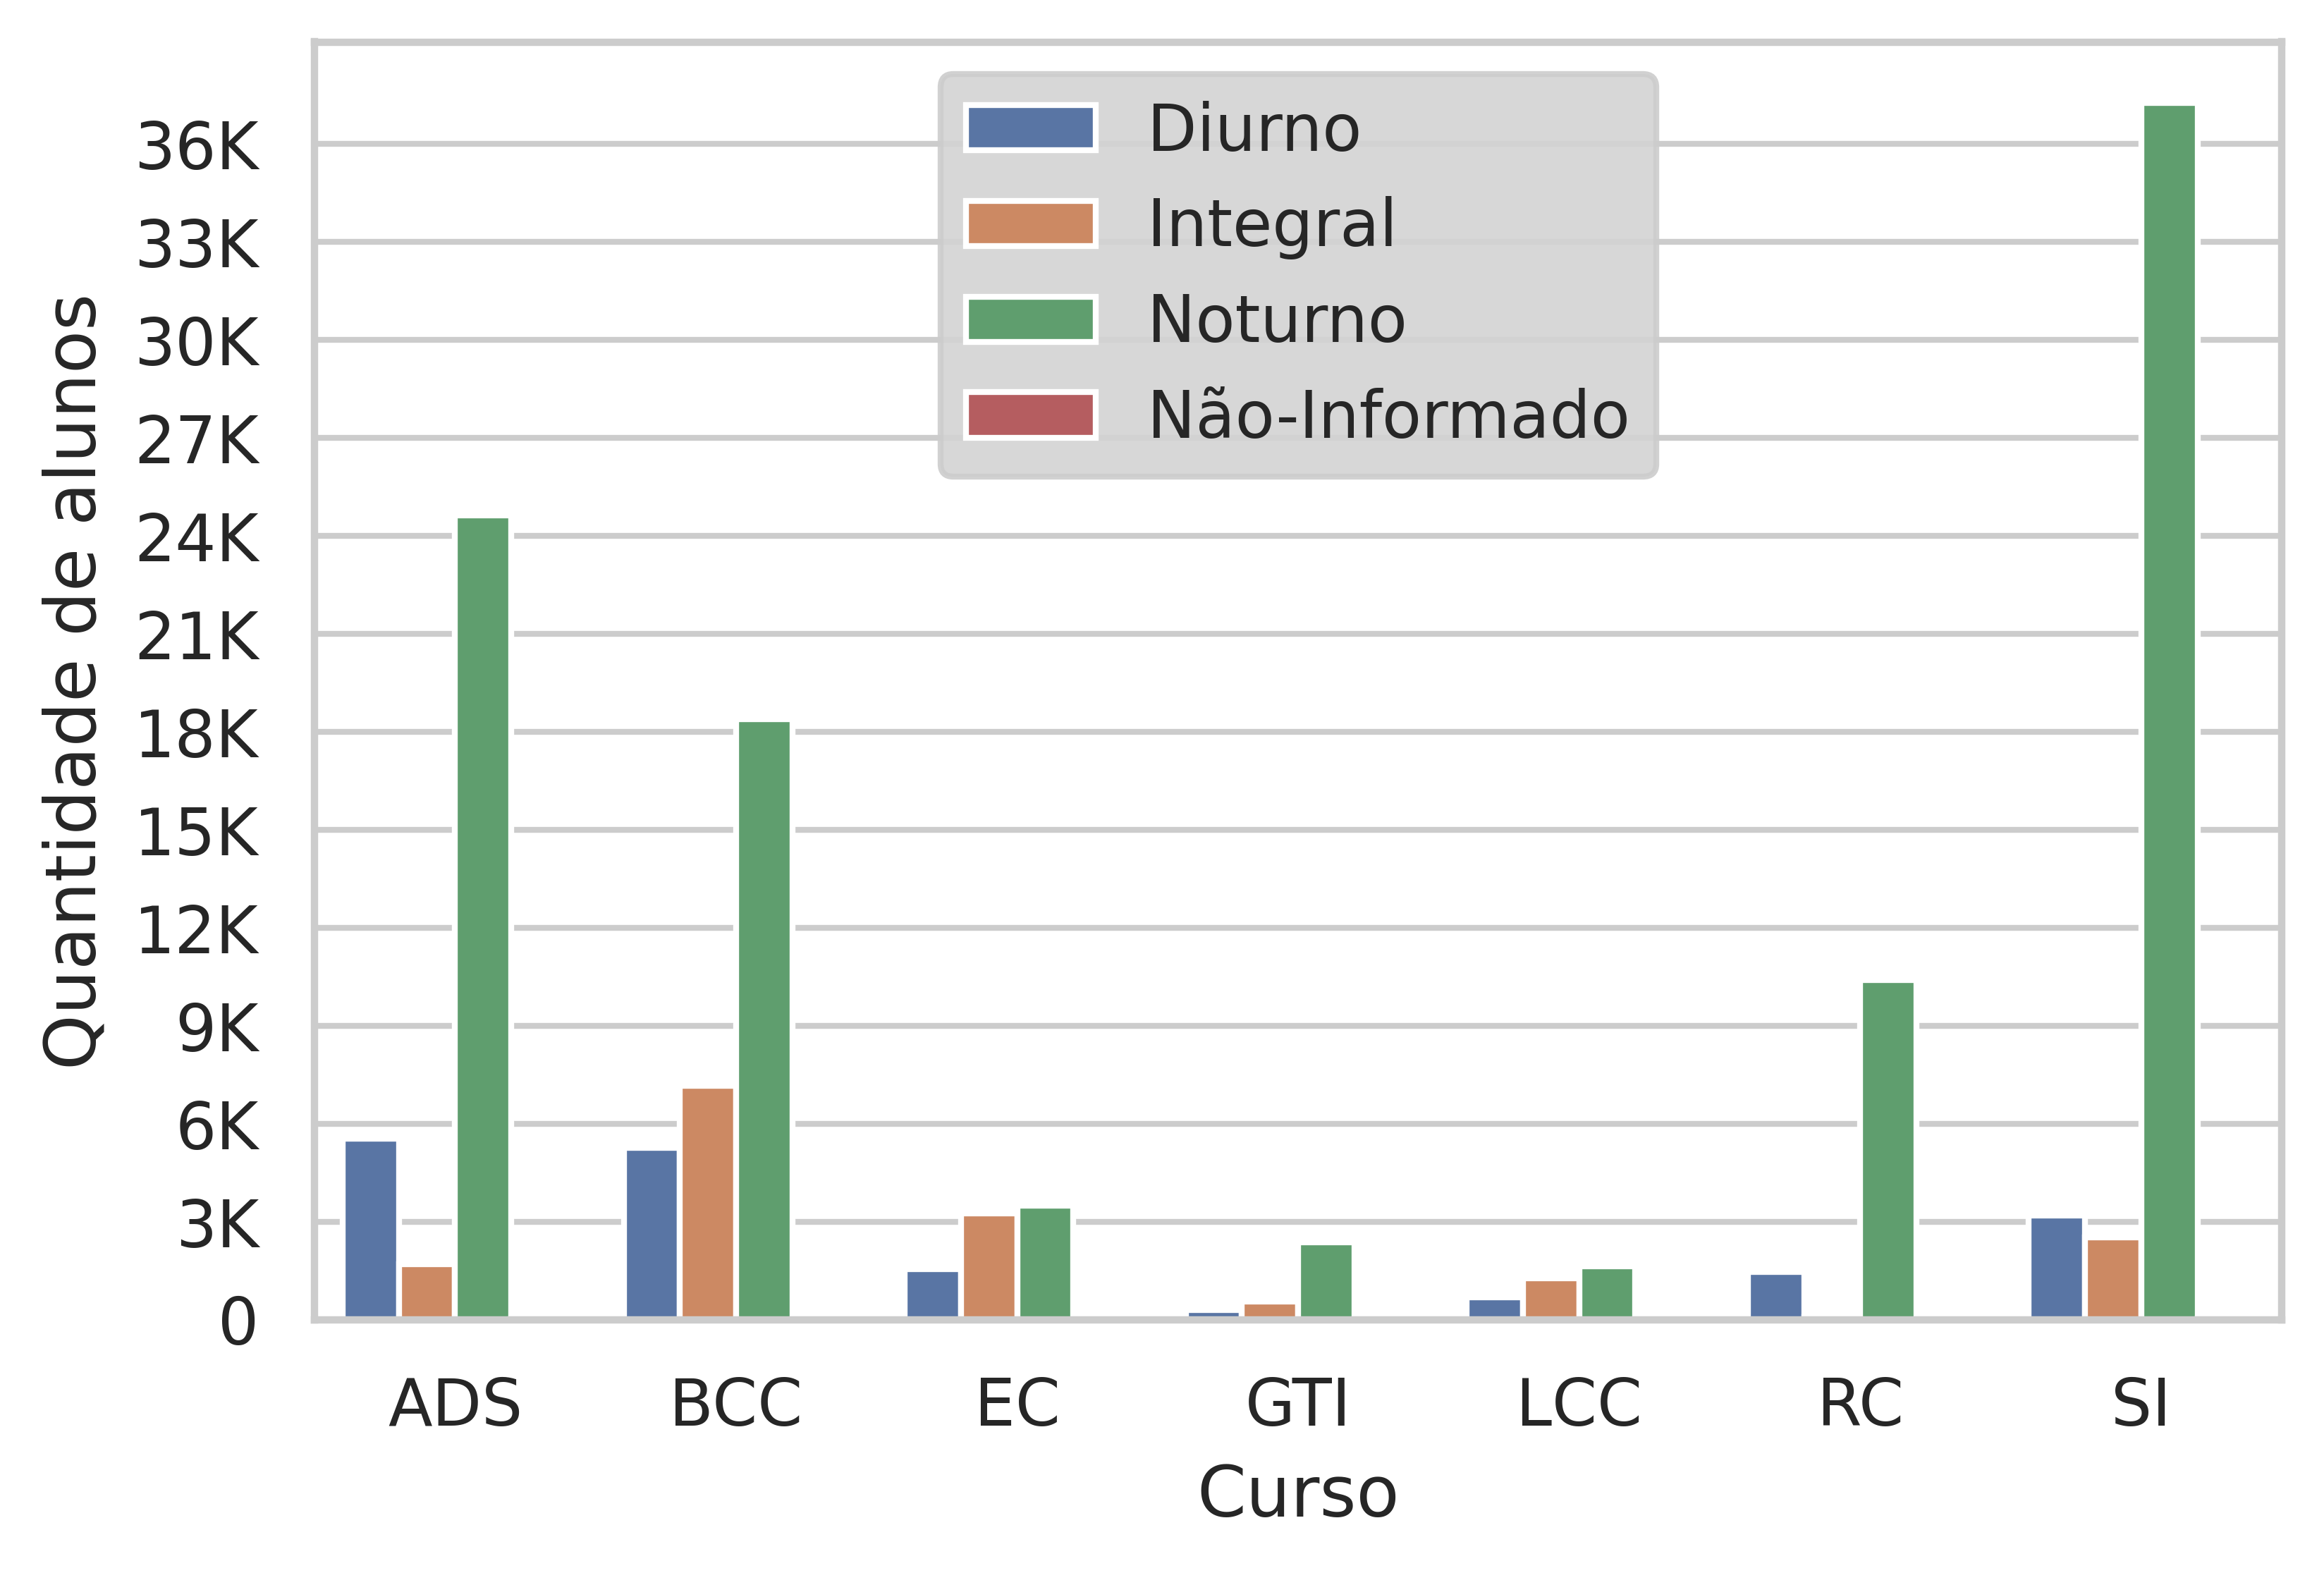 Quantidade de alunos
36K
33K
30K
27K
24K
21K
18K
15K
12K
9K
6K
3K
0
Diurno
Integral
Noturno
Não-Informado
ADS BCC EC GTI LCC RC SI
Curso